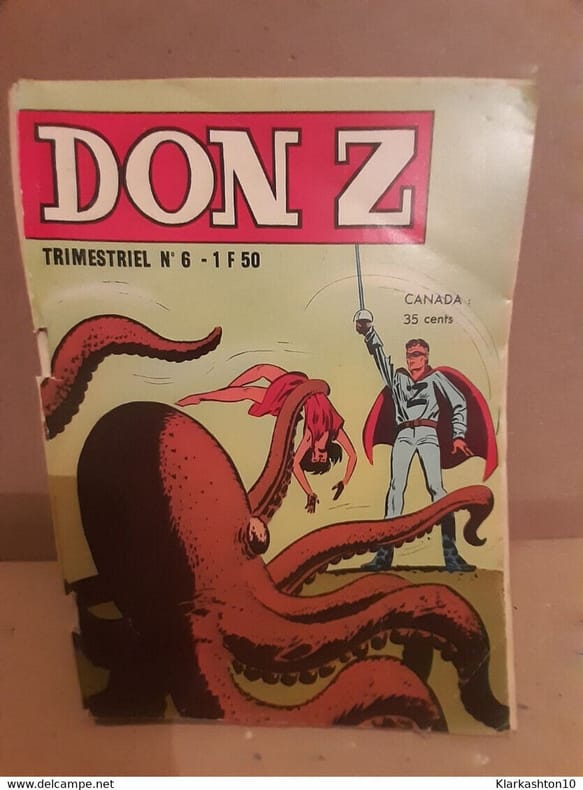 DON Z
TRIMESTRIEL N° 6 - 1 F 50
CANADA :
35 cents
Z
www.delcampe.net
Klarkashton10